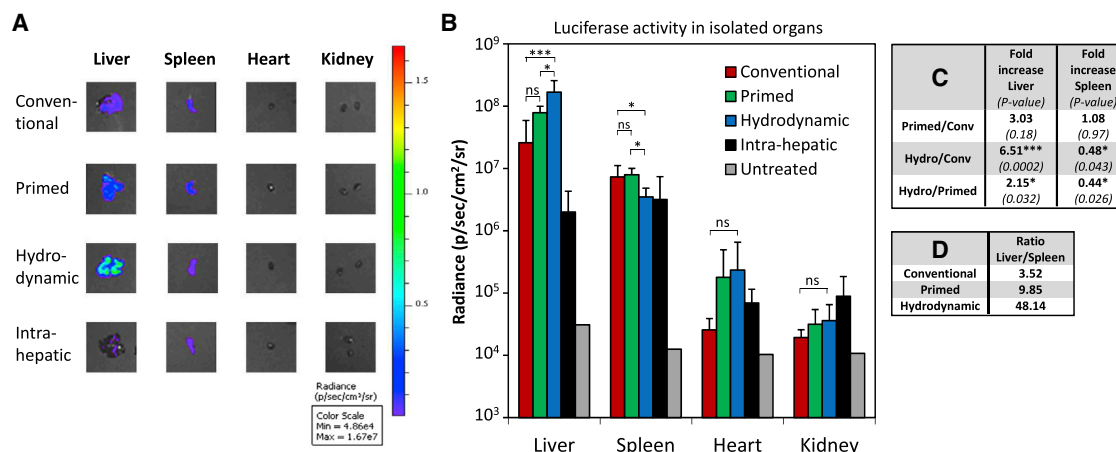 A
Liver Spleen Heart Kidney
Conven-
tional
Primed
Hydro-
dynamic
Intra-
hepatic
1.5
1.0
0.5
Radiance
(p/sec/cm²/sr)
Color Scale
Min = 4.86e4
Max = 1.67e7
B
Luciferase activity in isolated organs
Radiance (p/sec/cm²/sr)
10⁹
10⁸
10⁷
10⁶
10⁵
10⁴
10³
***
*
ns
*
ns
*
ns
ns
Conventional
Primed
Hydrodynamic
Intra-hepatic
Untreated
Liver Spleen Heart Kidney
C
Fold increase Liver (P-value)
Fold increase Spleen (P-value)
Primed/Conv 3.03 (0.18) 1.08 (0.97)
Hydro/Conv 6.51*** (0.0002) 0.48* (0.043)
Hydro/Primed 2.15* (0.032) 0.44* (0.026)
D
Ratio
Liver/Spleen
Conventional 3.52
Primed 9.85
Hydrodynamic 48.14